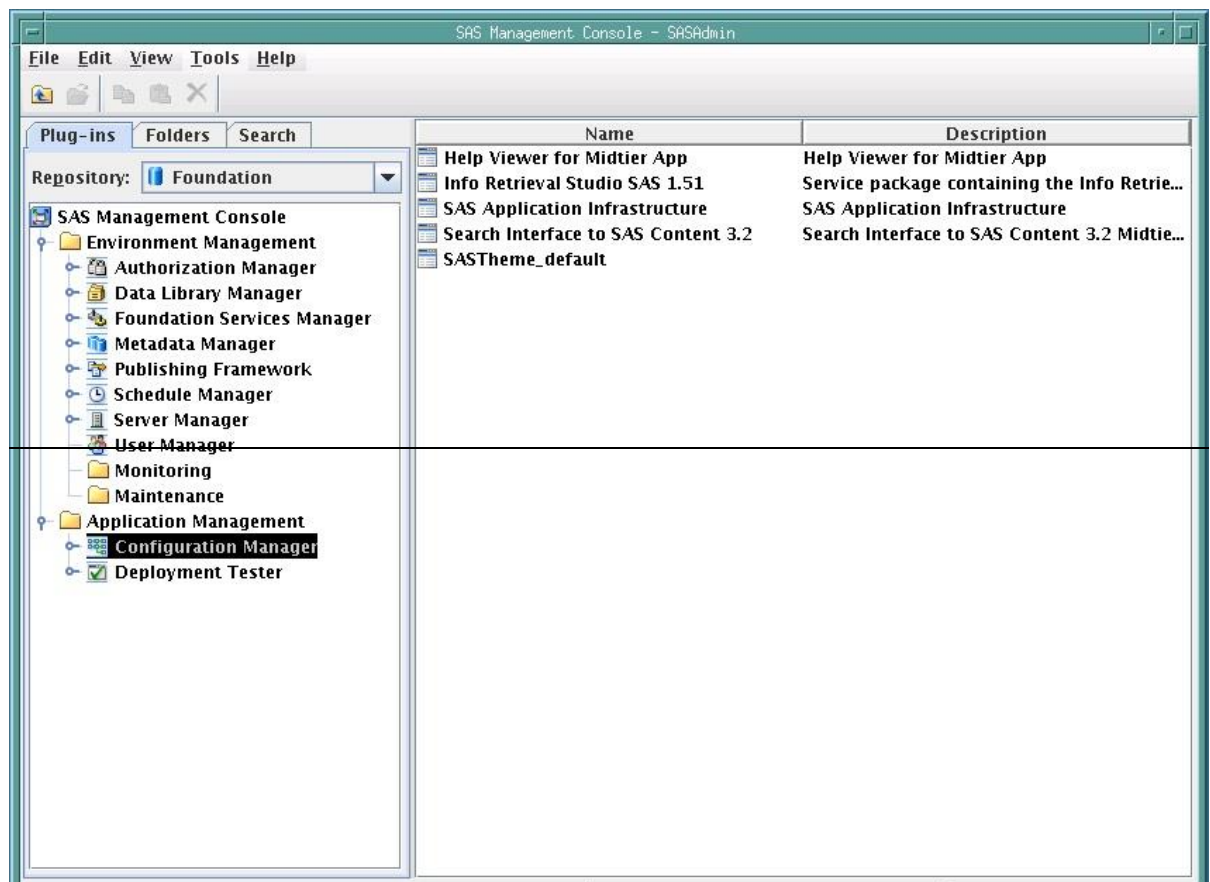 SAS Management Console - SASAdmin
File Edit View Tools Help
Plug-ins Folders Search
Repository: Foundation
SAS Management Console
Environment Management
Authorization Manager
Data Library Manager
Foundation Services Manager
Metadata Manager
Publishing Framework
Schedule Manager
Server Manager
User Manager
Monitoring
Maintenance
Application Management
Configuration Manager
Deployment Tester
Name Description
Help Viewer for Midtier App Help Viewer for Midtier App
Info Retrieval Studio SAS 1.51 Service package containing the Info Retrie...
SAS Application Infrastructure SAS Application Infrastructure
Search Interface to SAS Content 3.2 Search Interface to SAS Content 3.2 Midtie...
SASTheme_default